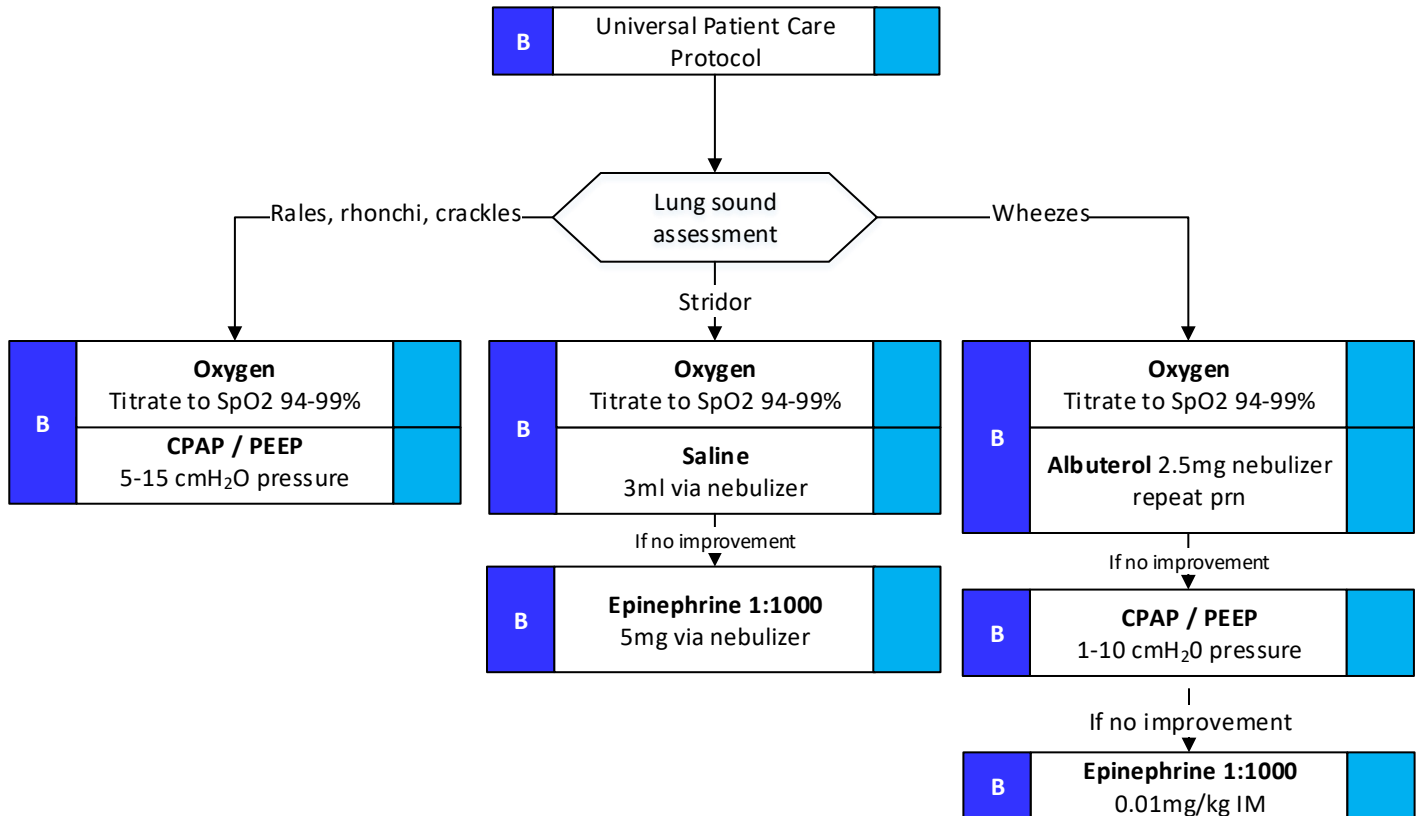 B
Universal Patient Care
Protocol
Lung sound
assessment
Rales, rhonchi, crackles
Stridor
Wheezes
B
Oxygen
Titrate to SpO2 94-99%
CPAP / PEEP
5-15 cmH₂O pressure
B
Oxygen
Titrate to SpO2 94-99%
Saline
3ml via nebulizer
If no improvement
B
Epinephrine 1:1000
5mg via nebulizer
B
Oxygen
Titrate to SpO2 94-99%
Albuterol 2.5mg nebulizer
repeat prn
If no improvement
B
CPAP / PEEP
1-10 cmH₂0 pressure
If no improvement
B
Epinephrine 1:1000
0.01mg/kg IM